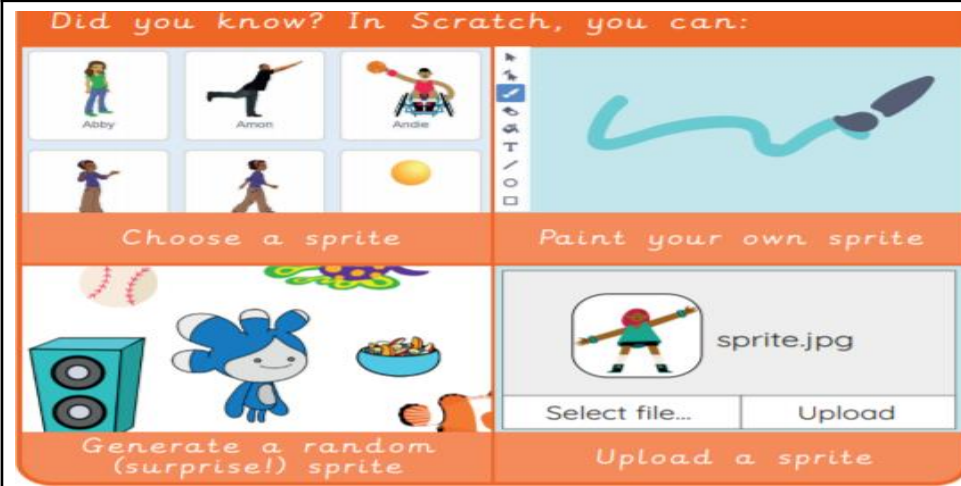 Did you know? In Scratch, you can:
Abby
Amon
Andie
T
Choose a sprite
Paint your own sprite
sprite.jpg
Select file...
Upload
Generate a random
(surprise!) sprite
Upload a sprite